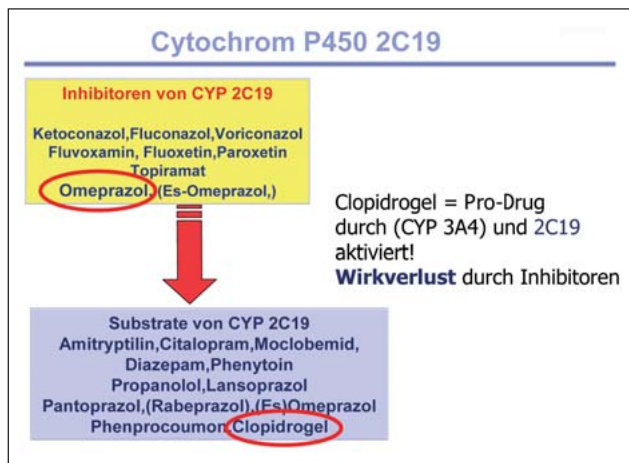 Cytochrom P450 2C19
Inhibitoren von CYP 2C19
Ketoconazol,Fluconazol,Voriconazol
Fluvoxamin, Fluoxetin,Paroxetin
Topiramat
Omeprazol, (Es-Omeprazol,)
Clopidrogel = Pro-Drug
durch (CYP 3A4) und 2C19
aktiviert!
Wirkverlust durch Inhibitoren
Substrate von CYP 2C19
Amitryptilin,Citalopram,Moclobemid,
Diazepam,Phenytoin
Propanolol,Lansoprazol
Pantoprazol,(Rabeprazol),(Es)Omeprazol
Phenprocoumon,Clopidrogel